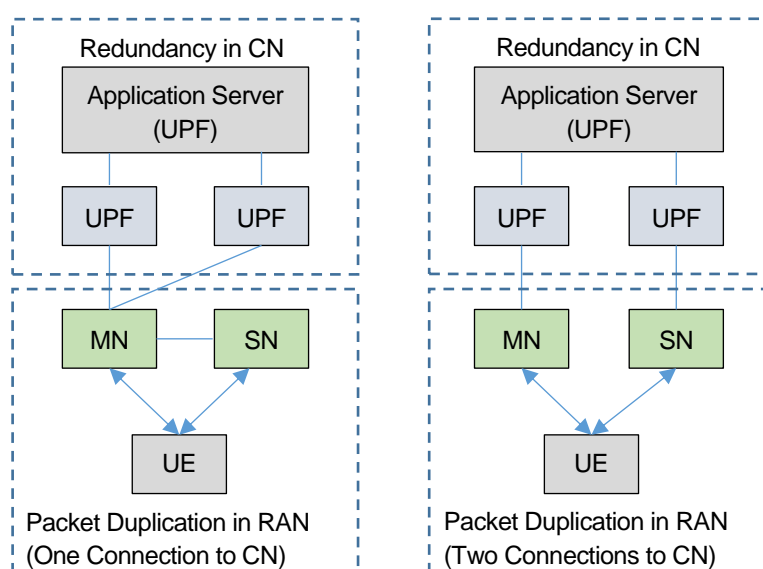 Redundancy in CN
Application Server
(UPF)
UPF
UPF
MN
SN
UE
Packet Duplication in RAN
(One Connection to CN)
Redundancy in CN
Application Server
(UPF)
UPF
UPF
MN
SN
UE
Packet Duplication in RAN
(Two Connections to CN)